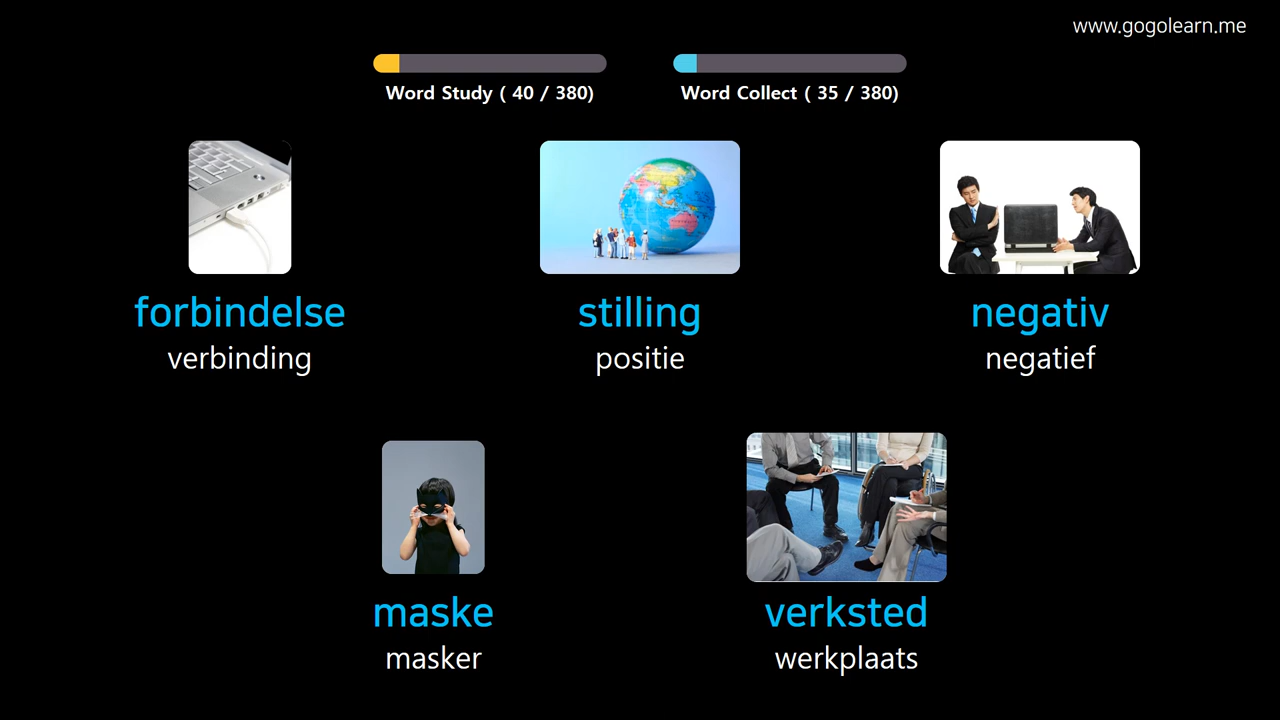 www.gogolearn.me
Word Study ( 40 / 380)
Word Collect ( 35 / 380)
forbindelse
verbinding
stilling
positie
negativ
negatief
maske
masker
verksted
werkplaats